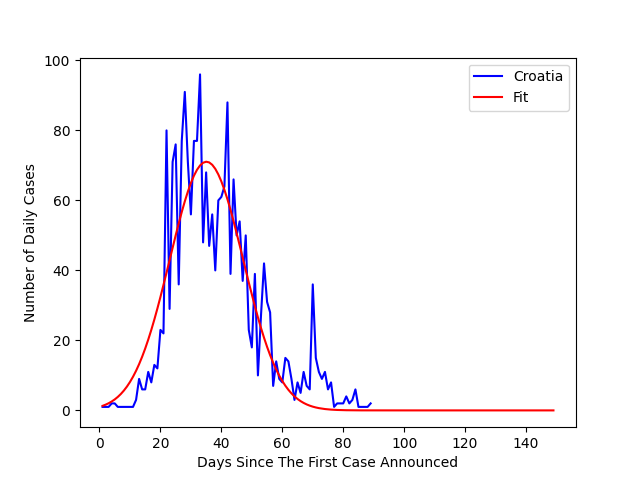 100
80
60
40
20
0
Number of Daily Cases
Croatia
Fit
0 20 40 60 80 100 120 140
Days Since The First Case Announced